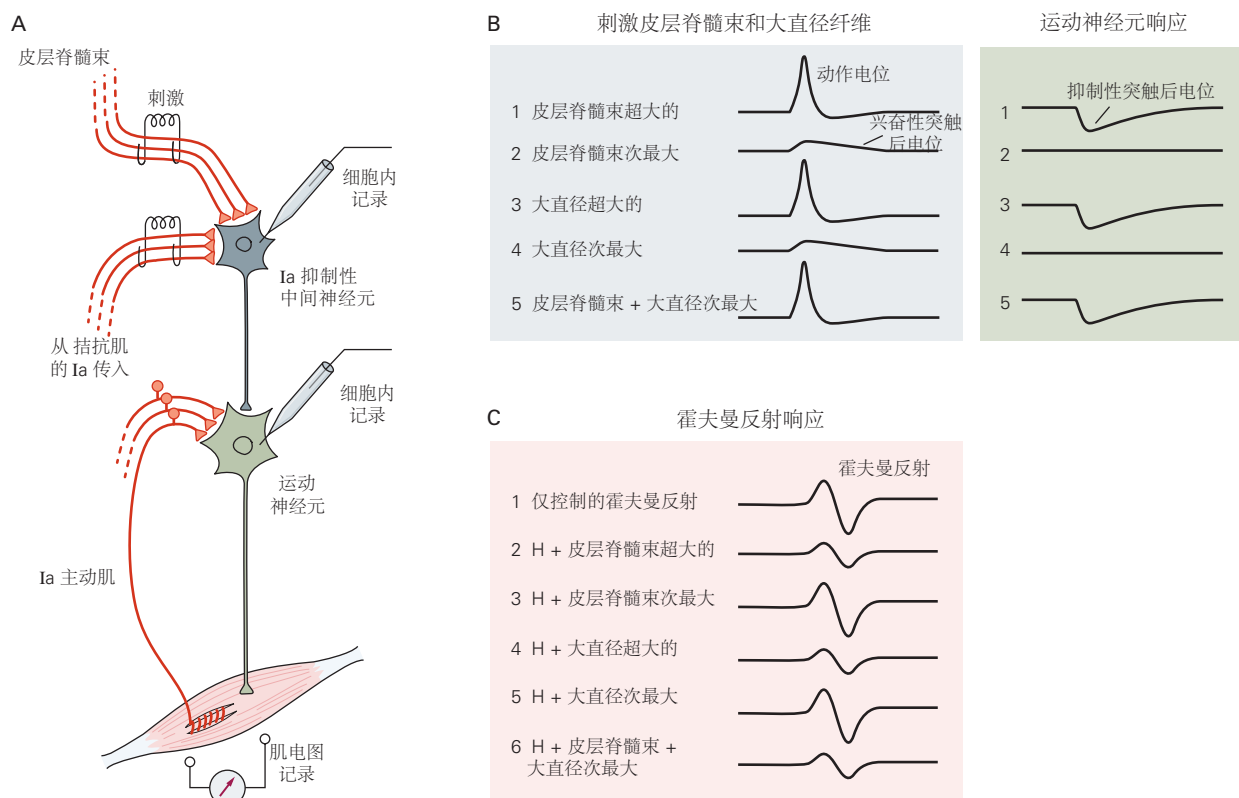 A
皮层脊髓束
刺激
细胞内
记录
Ia 抑制性
中间神经元
从 拮抗肌
的 Ia 传入
细胞内
记录
运动
神经元
Ia 主动肌
肌电图
记录
B
刺激皮层脊髓束和大直径纤维
运动神经元响应
动作电位
1 皮层脊髓束超大的
兴奋性突触
后电位
2 皮层脊髓束次最大
3 大直径超大的
4 大直径次最大
5 皮层脊髓束 + 大直径次最大
抑制性突触后电位
1
2
3
4
5
C
霍夫曼反射响应
霍夫曼反射
1 仅控制的霍夫曼反射
2 H + 皮层脊髓束超大的
3 H + 皮层脊髓束次最大
4 H + 大直径超大的
5 H + 大直径次最大
6 H + 皮层脊髓束 +
大直径次最大